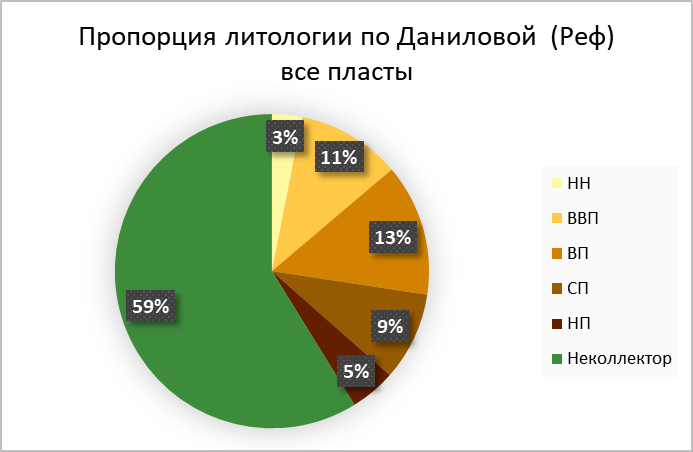 Пропорция литологии по Даниловой (Реф)
все пласты
3%
11%
13%
9%
5%
59%
НН
ВВП
ВП
СП
НП
Неколлектор